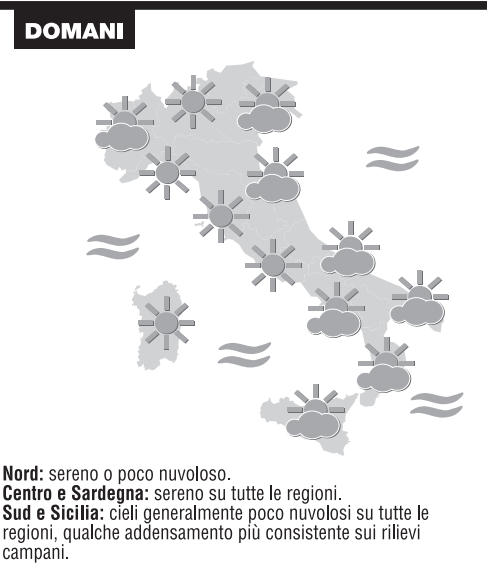 DOMANI
Nord: sereno o poco nuvoloso.
Centro e Sardegna: sereno su tutte le regioni.
Sud e Sicilia: cieli generalmente poco nuvolosi su tutte le
regioni, qualche addensamento più consistente sui rilievi
campani.